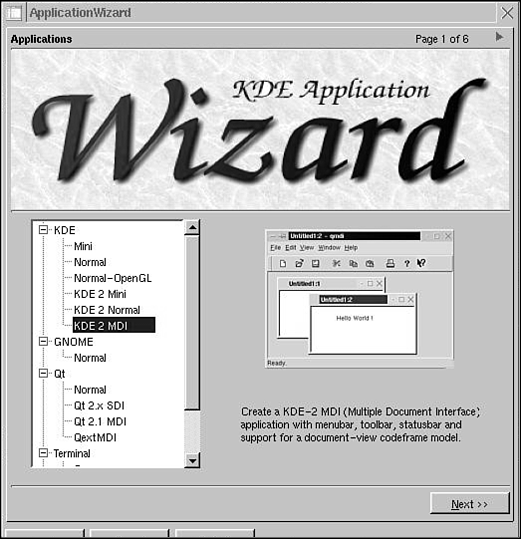 ApplicationWizard
Applications
Page 1 of 6
KDE Application
Wizard
KDE
Mini
Normal
Normal-OpenGL
KDE 2 Mini
KDE 2 Normal
KDE 2 MDI
GNOME
Normal
Qt
Normal
Qt 2.x SDI
Qt 2.1 MDI
QextMDI
Terminal
Untitled1:2 - qmdi
File Edit View Window Help
Untitled1:1
Untitled1:2
Hello World !
Ready.
Create a KDE-2 MDI (Multiple Document Interface)
application with menubar, toolbar, statusbar and
support for a document-view codeframe model.
Next >>